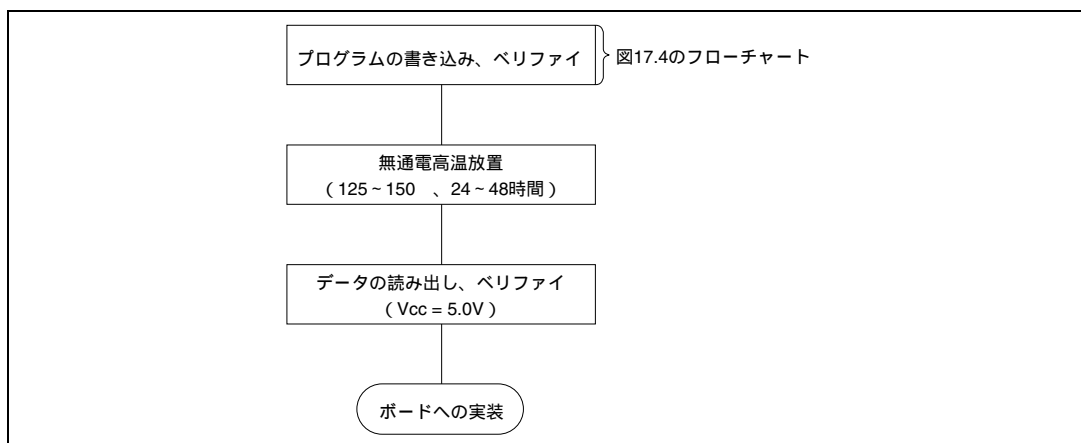 プログラムの書き込み、ベリファイ
図17.4のフローチャート
無通電高温放置
（125～150　、24～48時間）
データの読み出し、ベリファイ
（Vcc = 5.0V）
ボードへの実装